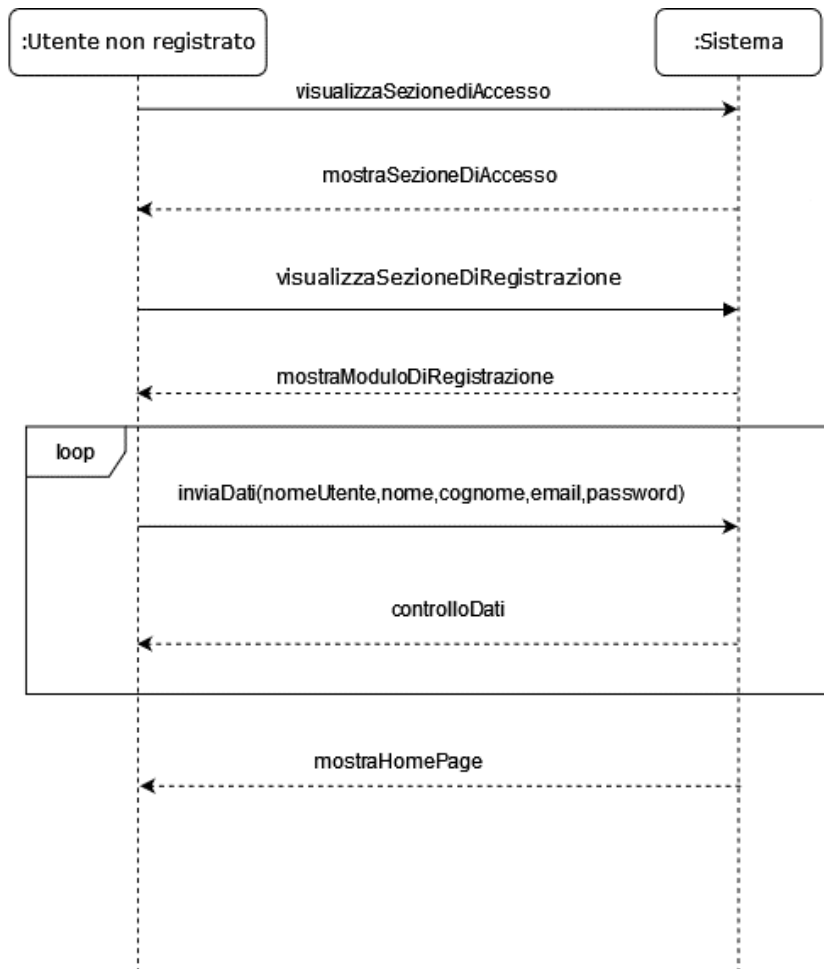 :Utente non registrato
:Sistema
visualizzaSezionediAccesso
mostraSezioneDiAccesso
visualizzaSezioneDiRegistrazione
mostraModuloDiRegistrazione
loop
inviaDati(nomeUtente,nome,cognome,email,password)
controlloDati
mostraHomePage